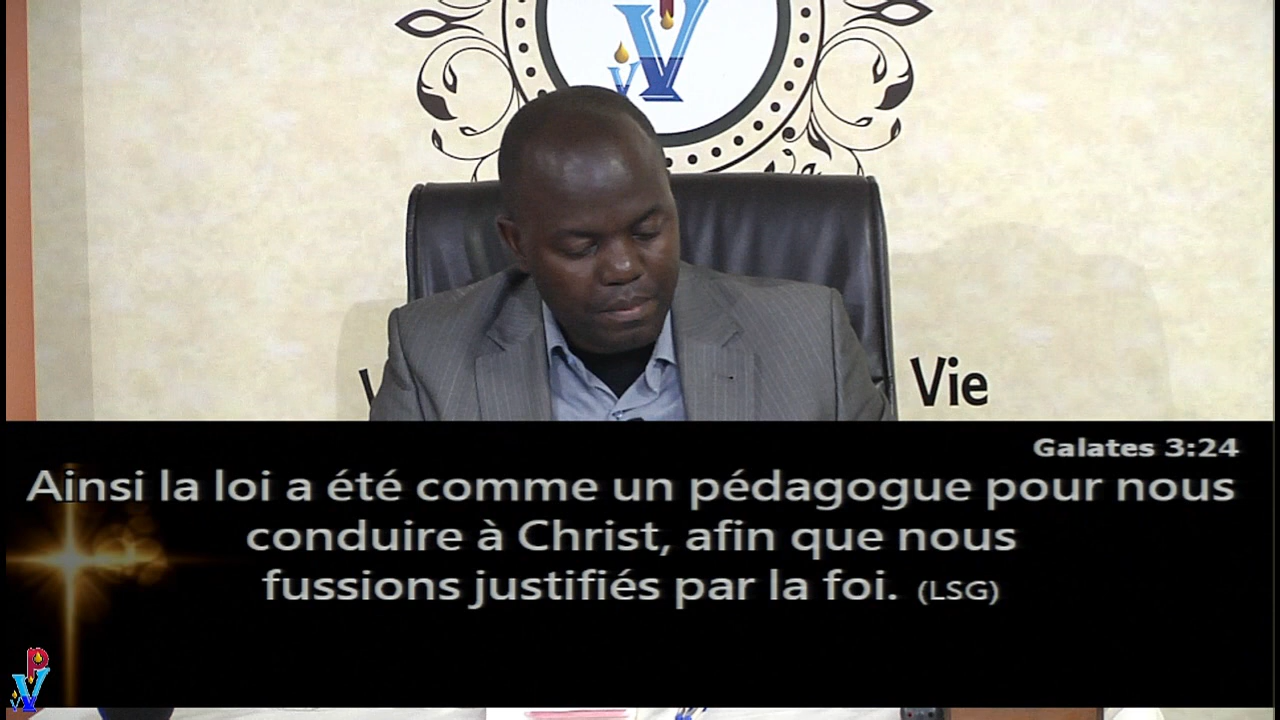 V V
Vie
Galates 3:24
Ainsi la loi a été comme un pédagogue pour nous
conduire à Christ, afin que nous
fussions justifiés par la foi. (LSG)
P V